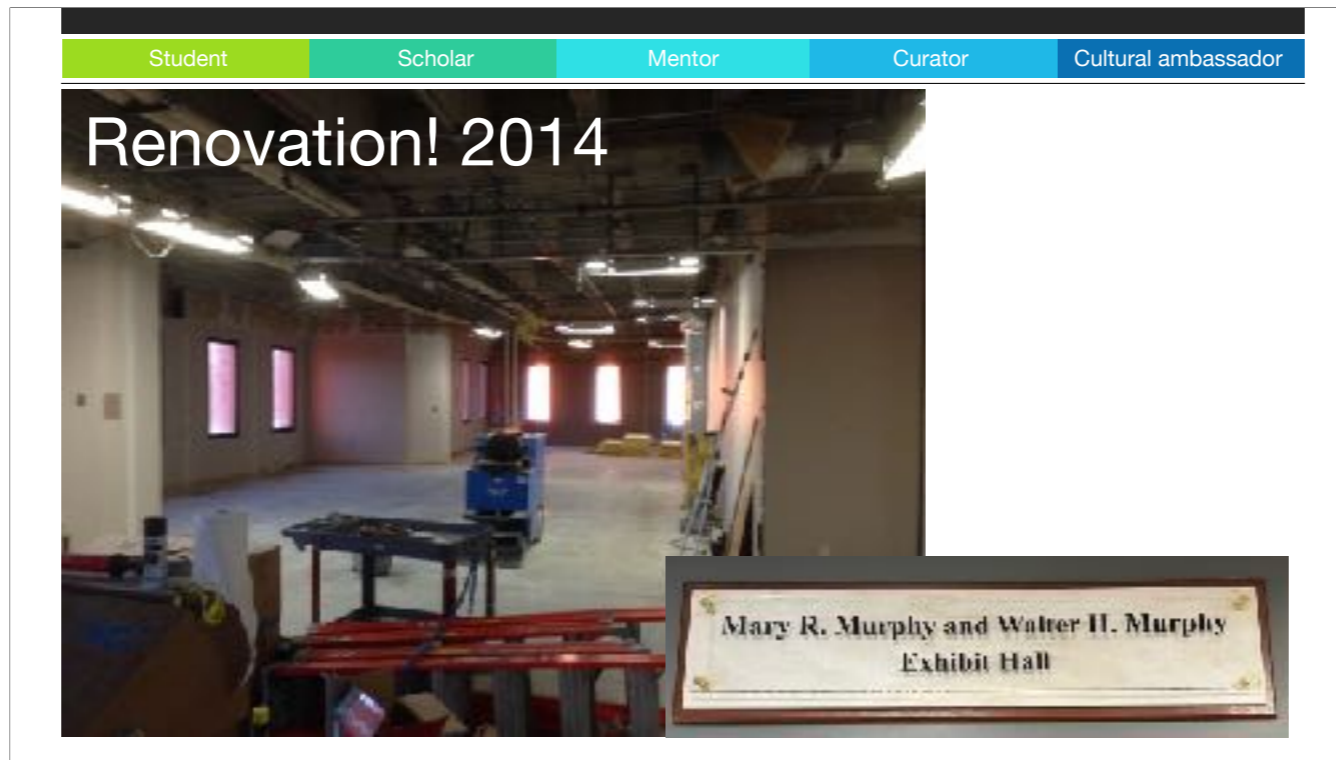 Student
Scholar
Mentor
Curator
Cultural ambassador
Renovation! 2014
Mary R. Murphy and Walter H. Murphy
Exhibit Hall